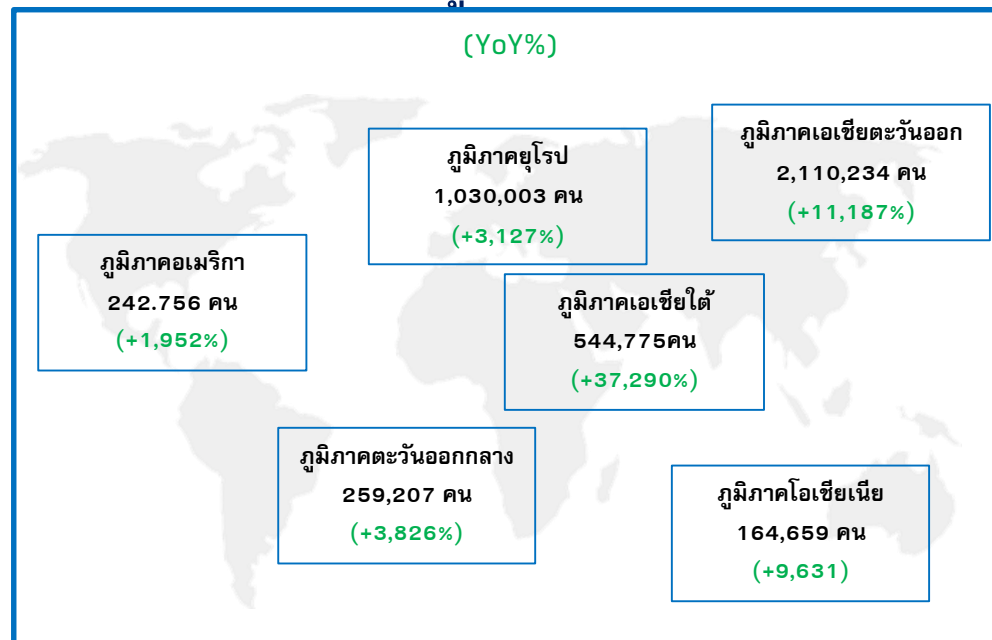 (YoY%)
ภูมิภาคยุโรป
1,030,003 คน
(+3,127%)
ภูมิภาคเอเชียตะวันออก
2,110,234 คน
(+11,187%)
ภูมิภาคอเมริกา
242.756 คน
(+1,952%)
ภูมิภาคเอเชียใต้
544,775คน
(+37,290%)
ภูมิภาคตะวันออกกลาง
259,207 คน
(+3,826%)
ภูมิภาคโอเชียเนีย
164,659 คน
(+9,631)